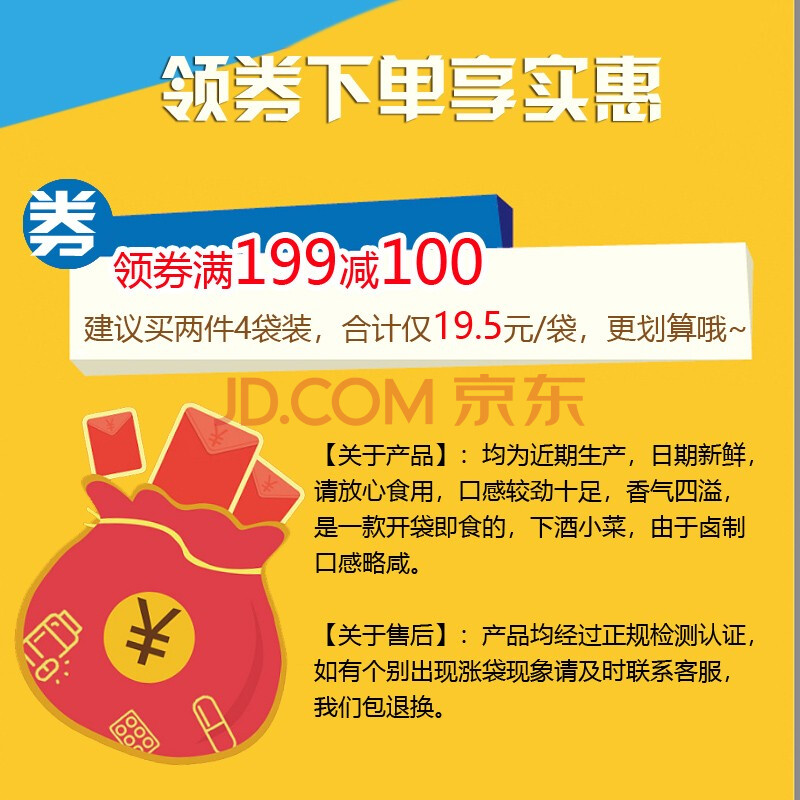 领券下单享实惠
券
领券满199减100
建议买两件4袋装，合计仅19.5元/袋，更划算哦~
JD.COM 京东
¥
【关于产品】：均为近期生产，日期新鲜，
请放心食用，口感较劲十足，香气四溢，
是一款开袋即食的，下酒小菜，由于卤制
口感略咸。
¥
【关于售后】：产品均经过正规检测认证，
如有个别出现涨袋现象请及时联系客服，
我们包退换。